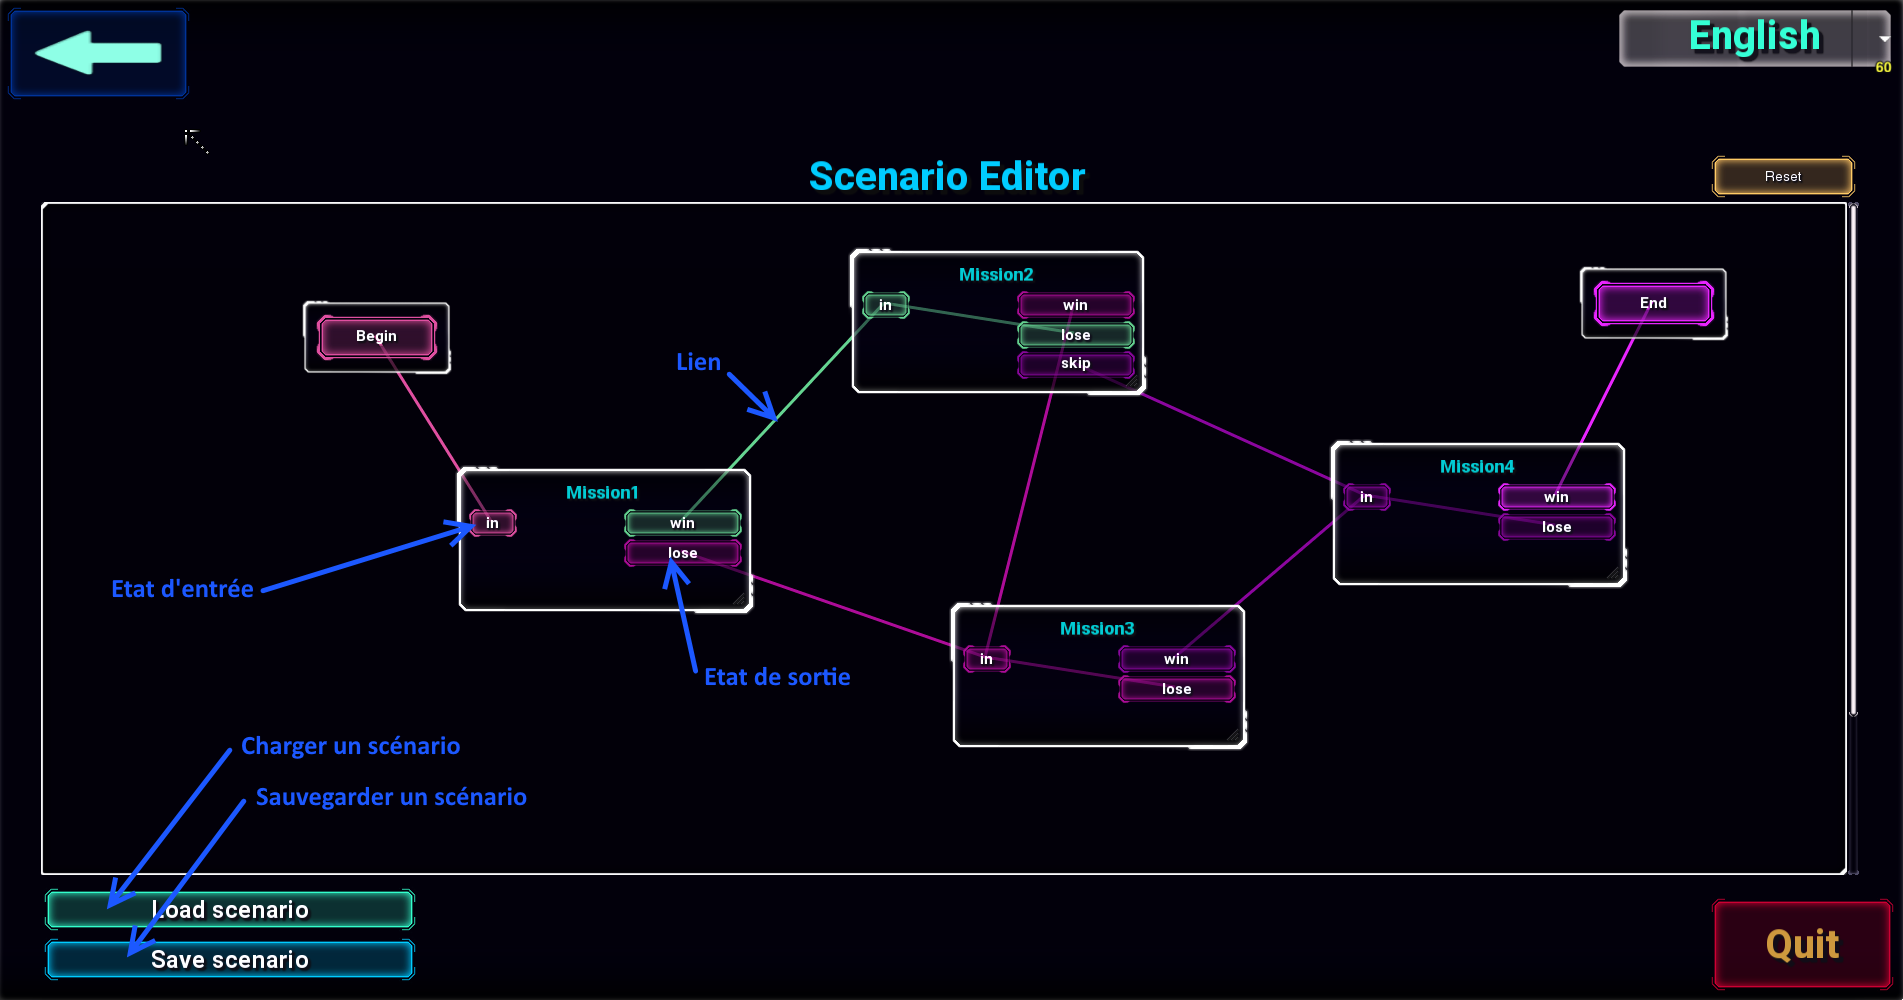 English
60
Scenario Editor
Reset
Begin
Mission2
in
win
lose
skip
End
Lien
Mission1
in
win
lose
Mission4
in
win
lose
Etat d'entrée
Etat de sortie
Mission3
in
win
lose
Charger un scénario
Sauvegarder un scénario
Load scenario
Save scenario
Quit